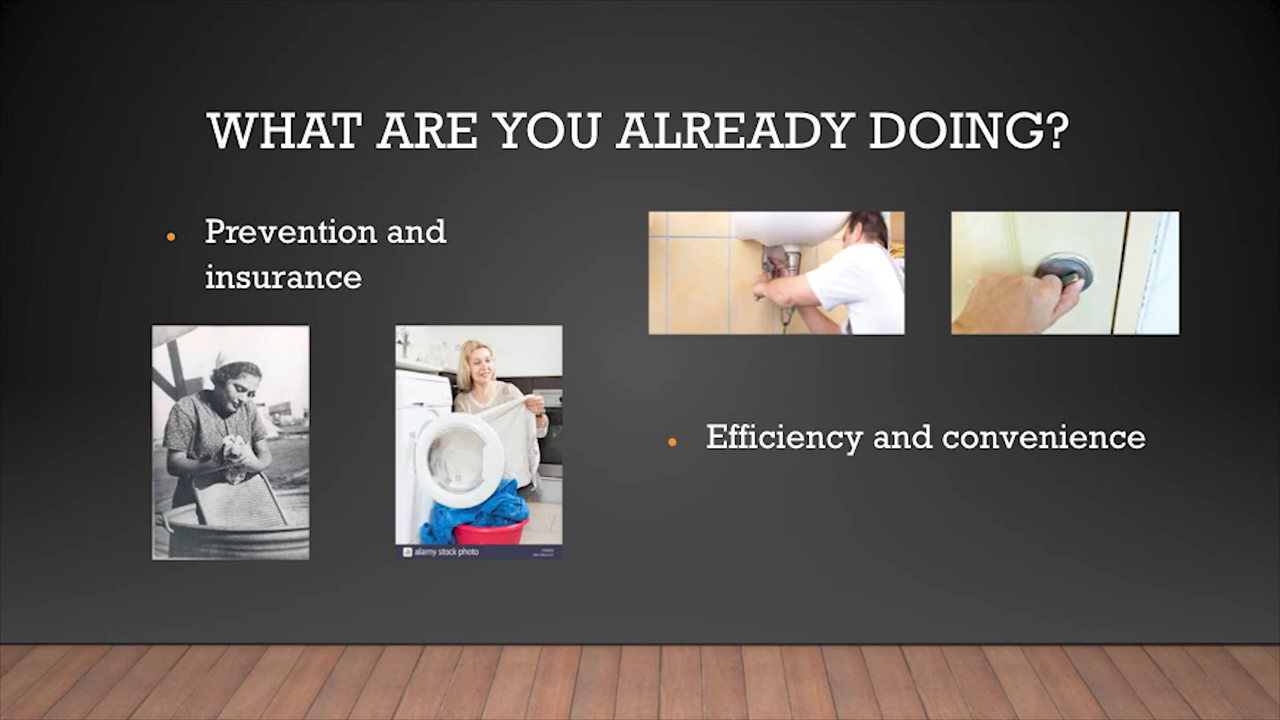 WHAT ARE YOU ALREADY DOING?
Prevention and
insurance
Efficiency and convenience
alamy stock photo